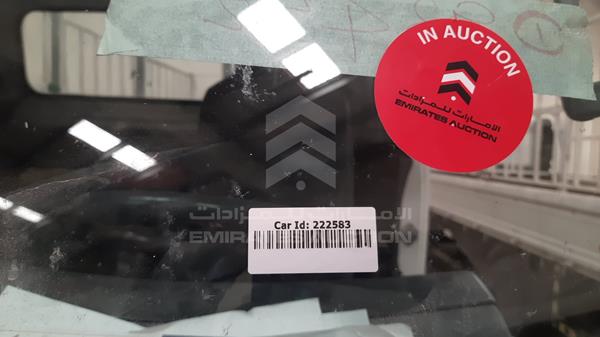 IN AUCTION
الامارات للمزادات
EMIRATES AUCTION
الامارات للمزادات
EMIRATES AUCTION
Car Id: 222583